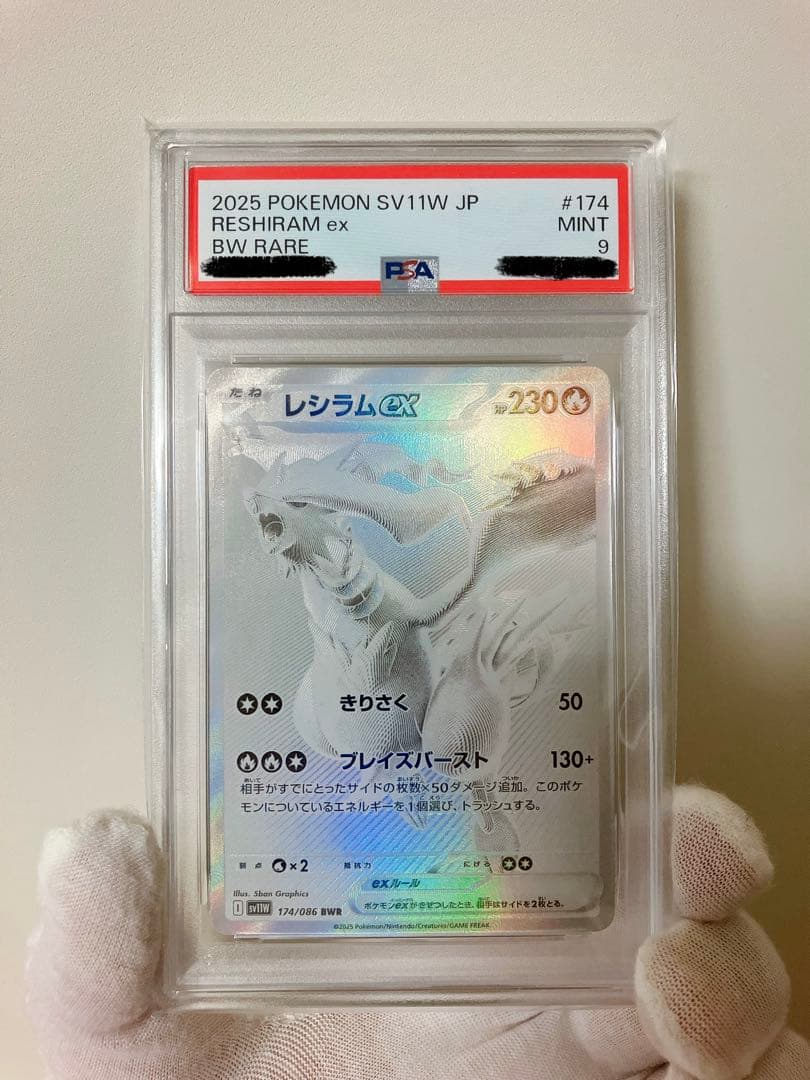 2025 POKEMON SV11W JP #174
RESHIRAM ex MINT
BW RARE 9
PSA
たね レシラムex HP230
きりさく 50
ブレイズバースト 130+
相手がすでにとったサイドの枚数×50ダメージ追加。このポケ
モンについているエネルギーを1個選び、トラッシュする。
弱点 ×2 抵抗力 にげる
exルール
ポケモンexがきぜつしたとき、相手はサイドを2枚とる。
Illus. 5ban Graphics
I sv11W 174/086 BWR
©2025 Pokémon/Nintendo/Creatures/GAME FREAK.